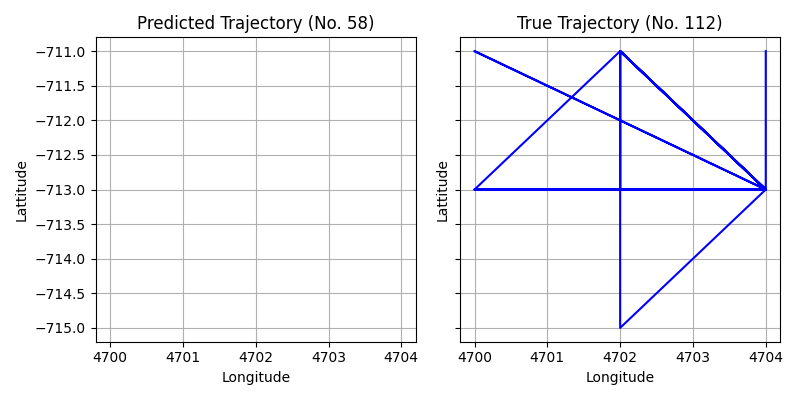 Predicted Trajectory (No. 58)
True Trajectory (No. 112)
−711.0
−711.5
−712.0
−712.5
−713.0
−713.5
−714.0
−714.5
−715.0
Lattitude
Lattitude
4700 4701 4702 4703 4704
4700 4701 4702 4703 4704
Longitude
Longitude